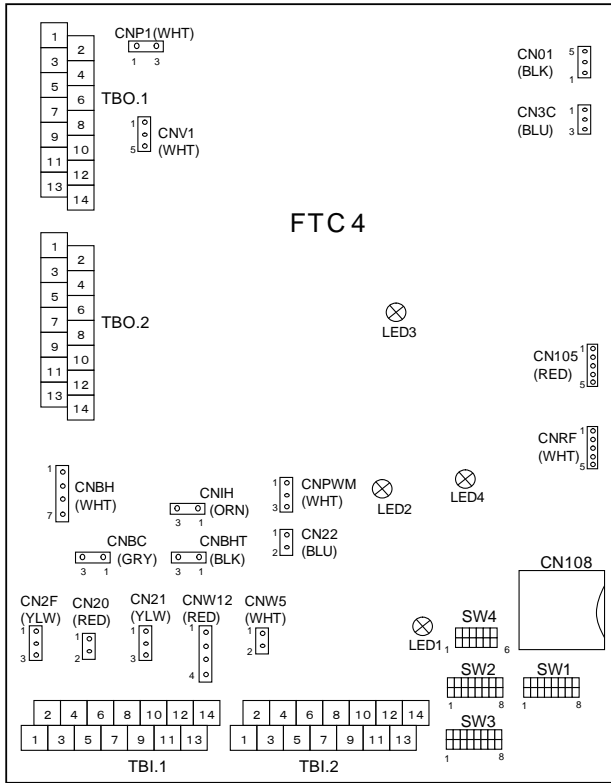 CNP1(WHT)
1 3
CN01
(BLK)
5
1
CN3C
(BLU)
1
3
1
2
3
4
5
6
7
8
9
10
11
12
13
14
TBO.1
CNV1
(WHT)
1
5
FTC4
1
2
3
4
5
6
7
8
9
10
11
12
13
14
TBO.2
LED3
CN105
(RED)
1
5
CNRF
(WHT)
1
5
CNBH
(WHT)
1
7
CNIH
(ORN)
3 1
CNPWM
(WHT)
1
3
LED2
LED4
CNBC
(GRY)
3 1
CNBHT
(BLK)
3 1
CN22
(BLU)
1
2
CN108
CN2F
(YLW)
1
3
CN20
(RED)
1
2
CN21
(YLW)
1
3
CNW12
(RED)
1
4
CNW5
(WHT)
1
2
LED1
SW4
1 6
SW2
1 8
SW1
1 8
SW3
1 8
2 4 6 8 10 12 14
1 3 5 7 9 11 13
TBI.1
2 4 6 8 10 12 14
1 3 5 7 9 11 13
TBI.2